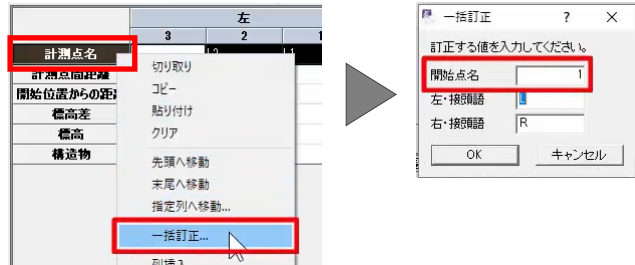 左
3 2 1
計測点名 L2 L1
計測点間距離
開始位置からの距
標高差
標高
構造物
切り取り
コピー
貼り付け
クリア
先頭へ移動
末尾へ移動
指定列へ移動...
一括訂正...
列挿入
一括訂正 ? ×
訂正する値を入力してください。
開始点名 1
左・接頭語 L
右・接頭語 R
OK キャンセル